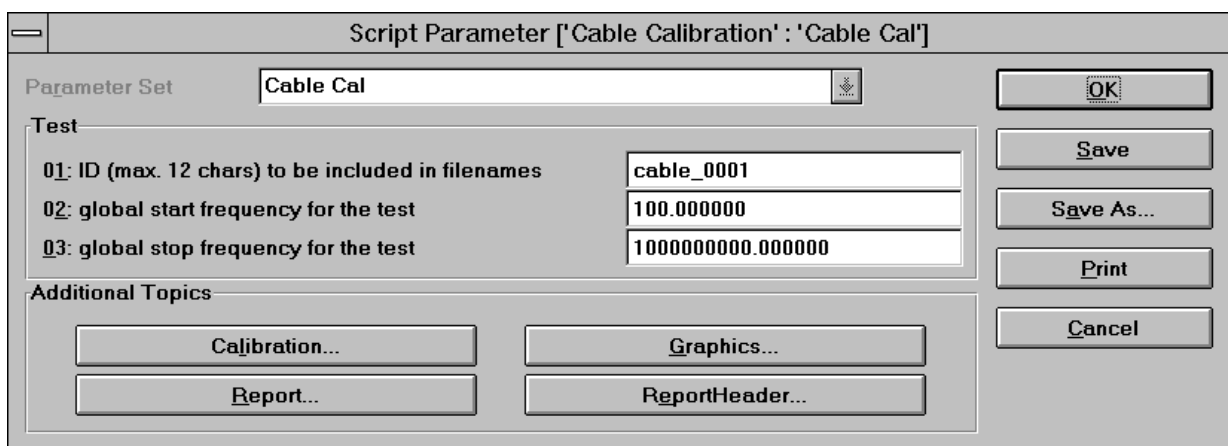 Script Parameter ['Cable Calibration' : 'Cable Cal']
Parameter Set
Cable Cal
OK
Test
Save
01: ID (max. 12 chars) to be included in filenames
cable_0001
02: global start frequency for the test
100.000000
Save As...
03: global stop frequency for the test
1000000000.000000
Print
Additional Topics
Cancel
Calibration...
Graphics...
Report...
ReportHeader...